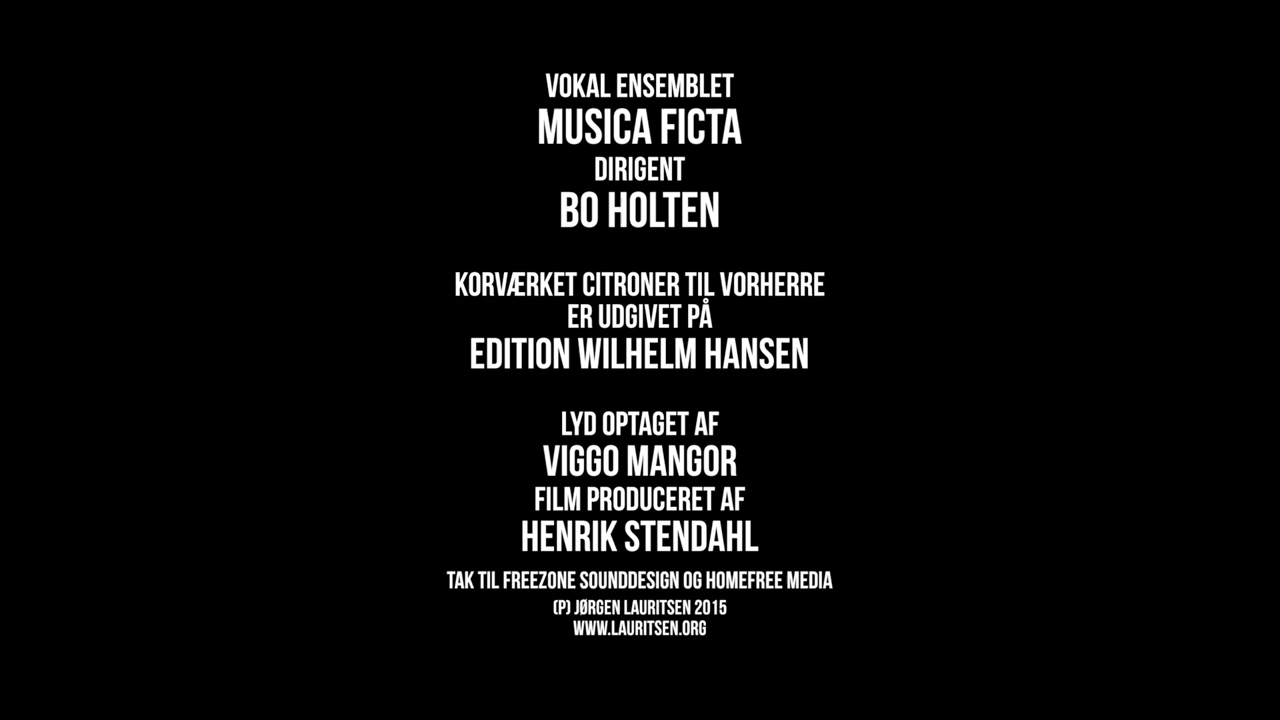 VOKAL ENSEMBLET
MUSICA FICTA
DIRIGENT
BO HOLTEN
KORVÆRKET CITRONER TIL VORHERRE
ER UDGIVET PÅ
EDITION WILHELM HANSEN
LYD OPTAGET AF
VIGGO MANGOR
FILM PRODUCERET AF
HENRIK STENDAHL
TAK TIL FREEZONE SOUNDDESIGN OG HOMEFREE MEDIA
(P) JØRGEN LAURITSEN 2015
WWW.LAURITSEN.ORG